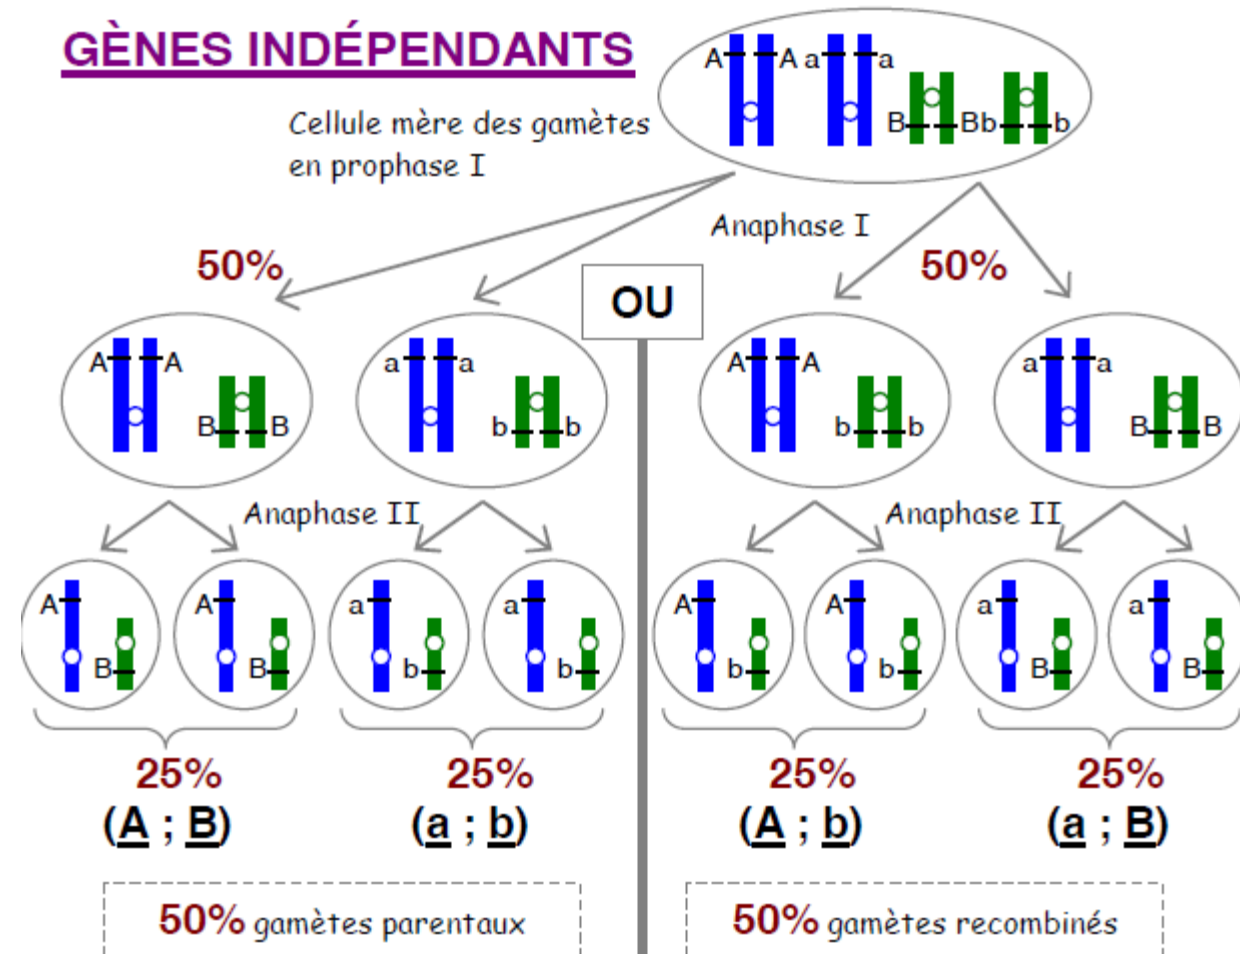 GÈNES INDÉPENDANTS
A A a a
B Bb b
Cellule mère des gamètes
en prophase I
Anaphase I
50% 50%
OU
A A a a A A a a
B B b b b b B B
Anaphase II Anaphase II
A A a a A A a a
B B b b b b B B
25% 25% 25% 25%
(A ; B) (a ; b) (A ; b) (a ; B)
50% gamètes parentaux 50% gamètes recombinés